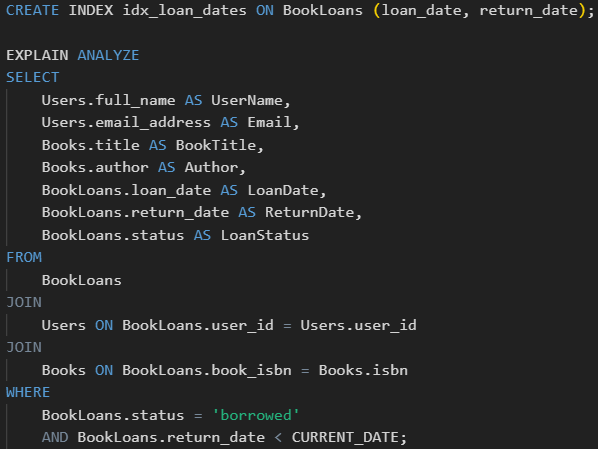 CREATE INDEX idx_loan_dates ON BookLoans (loan_date, return_date);
EXPLAIN ANALYZE
SELECT
Users.full_name AS UserName,
Users.email_address AS Email,
Books.title AS BookTitle,
Books.author AS Author,
BookLoans.loan_date AS LoanDate,
BookLoans.return_date AS ReturnDate,
BookLoans.status AS LoanStatus
FROM
BookLoans
JOIN
Users ON BookLoans.user_id = Users.user_id
JOIN
Books ON BookLoans.book_isbn = Books.isbn
WHERE
BookLoans.status = 'borrowed'
AND BookLoans.return_date < CURRENT_DATE;